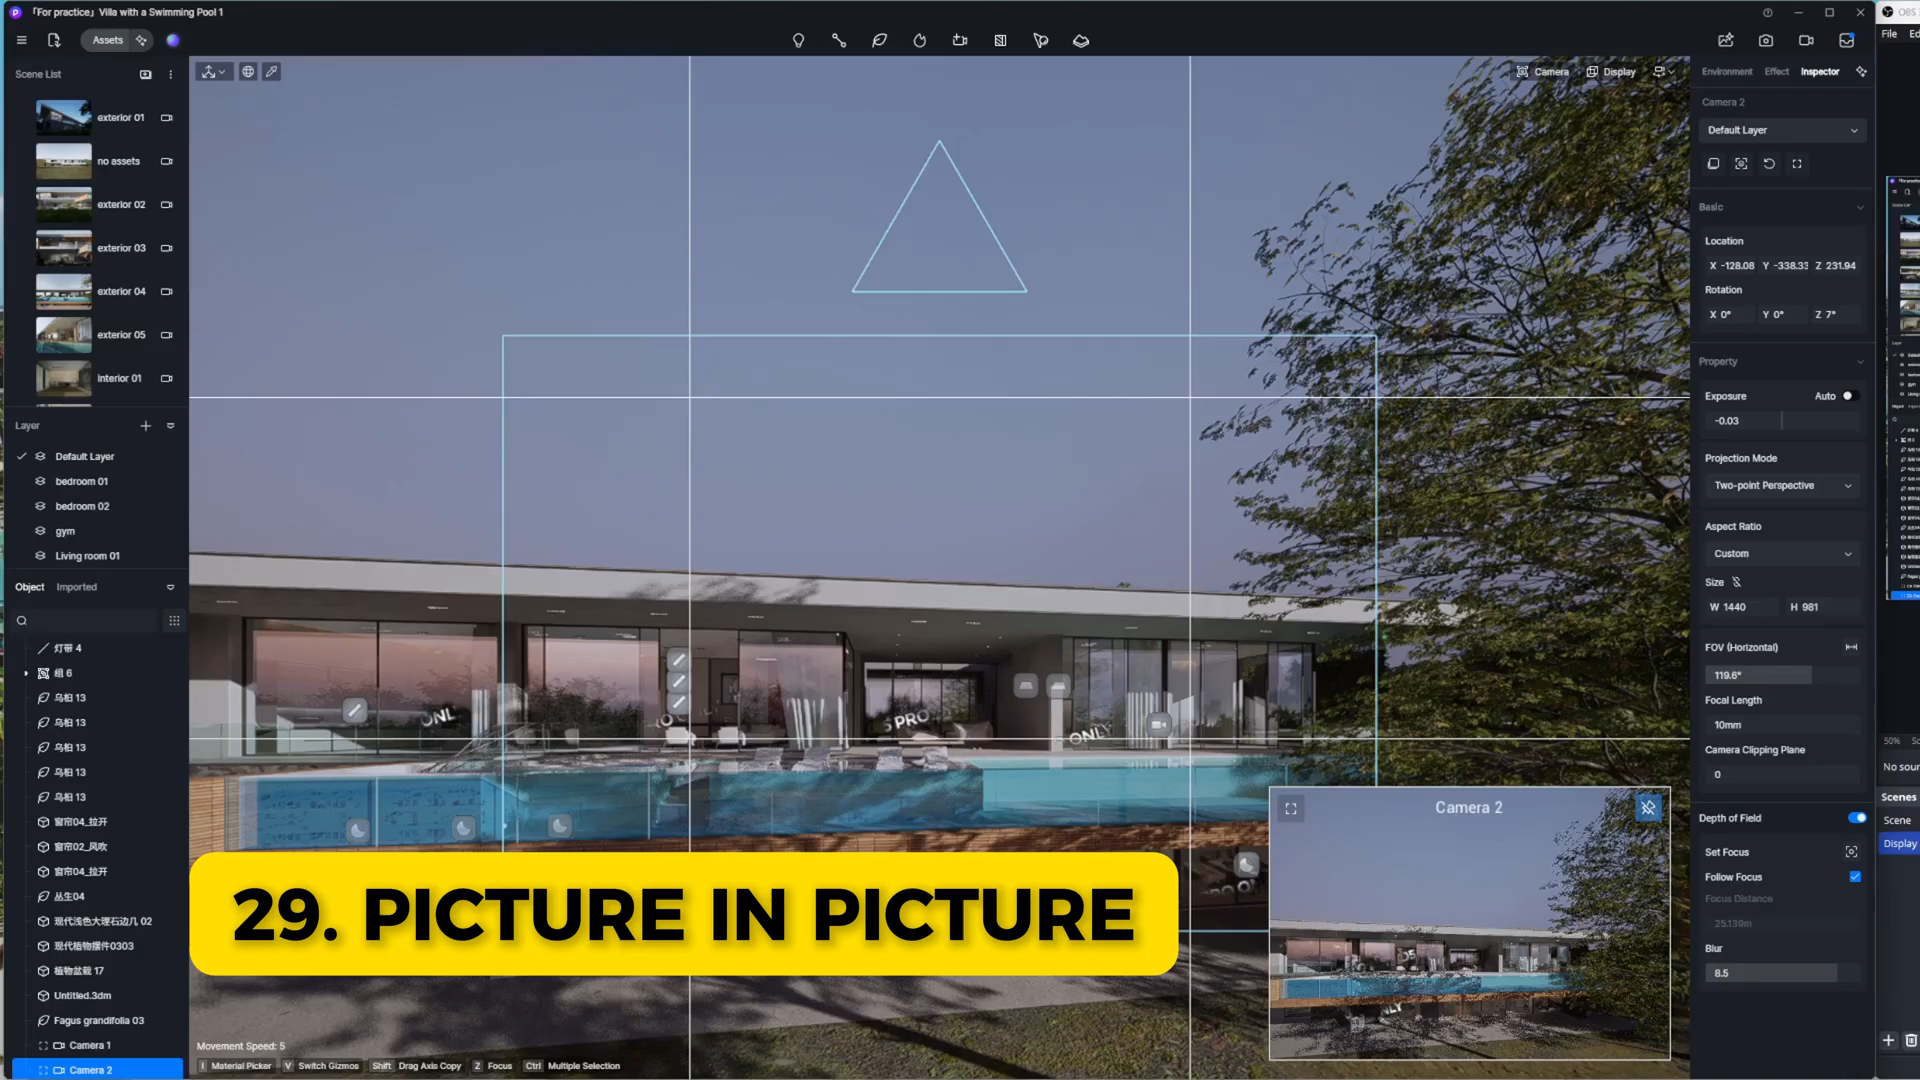 「For practice」 Villa with a Swimming Pool 1
Assets
Scene List
exterior 01
no assets
exterior 02
exterior 03
exterior 04
exterior 05
interior 01
Layer
Default Layer
bedroom 01
bedroom 02
gym
Living room 01
Object
Imported
灯带 4
组 6
乌桕 13
乌桕 13
乌桕 13
乌桕 13
乌桕 13
窗帘04_拉开
窗帘02_风吹
窗帘04_拉开
丛生04
现代浅色大理石边几 02
现代植物摆件0303
植物盆栽 17
Untitled.3dm
Fagus grandifolia 03
Camera 1
Camera 2
Camera
Display
ONLY
S PRO
ONLY
29. PICTURE IN PICTURE
Camera 2
Movement Speed: 5
I Material Picker V Switch Gizmos Shift Drag Axis Copy Z Focus Ctrl Multiple Selection
Environment Effect Inspector
Camera 2
Default Layer
Basic
Location
X -128.08 Y -338.33 Z 231.94
Rotation
X 0° Y 0° Z 7°
Property
Exposure Auto
-0.03
Projection Mode
Two-point Perspective
Aspect Ratio
Custom
Size
W 1440 H 981
FOV (Horizontal)
119.6°
Focal Length
10mm
Camera Clipping Plane
0
Depth of Field
Set Focus
Follow Focus
Focus Distance
25.139m
Blur
8.5
OBS
File Ed
50% Sc
No sour
Scenes
Scene
Display